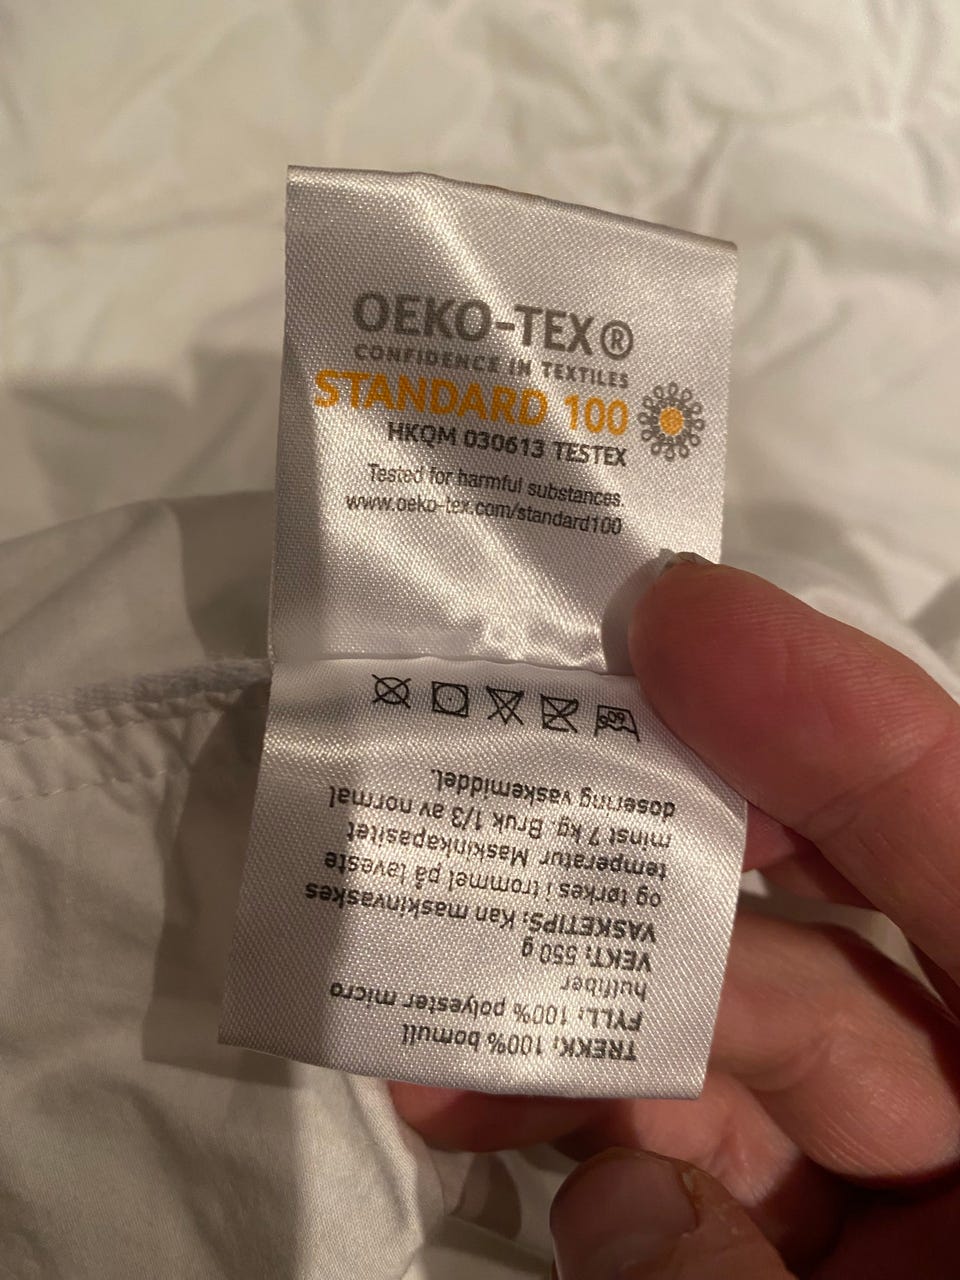 OEKO-TEX®
CONFIDENCE IN TEXTILES
STANDARD 100
HKQM 030613 TESTEX
Tested for harmful substances.
www.oeko-tex.com/standard100
TREKK: 100% bomull
FYLL: 100% polyester micro
hulfiber
VEKT: 550 g
VASKETIPS: Kan maskinvaskes
og tørkes i trommel på laveste
temperatur Maskinkapasitet
minst 7 kg. Bruk 1/3 av normal
dosering vaskemiddel.
60°